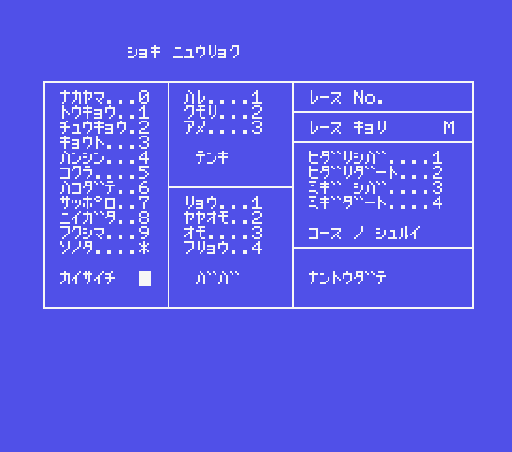 ショキ ニュウリョク
ナカヤマ...0
トウキョウ..1
チュウキョウ.2
キョウト...3
ハンシン...4
コクラ....5
ハコダテ..6
サッポロ..7
ニイガタ..8
フクシマ...9
ソノタ....*
カイサイチ
ハレ....1
クモリ...2
アメ....3
テンキ
リョウ...1
ヤヤオモ..2
オモ....3
フリョウ..4
ババ
レース No.
レース キョリ M
ヒダリシバ....1
ヒダリダート...2
ミギ シバ....3
ミギダート....4
コース ノ シュルイ
ナントウダテ